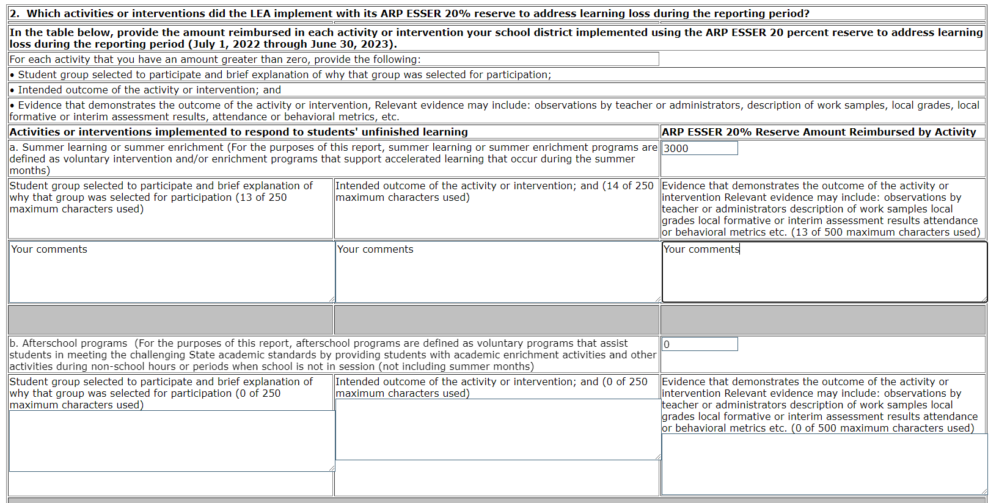 2.  Which activities or interventions did the LEA implement with its ARP ESSER 20% reserve to address learning loss during the reporting period?
In the table below, provide the amount reimbursed in each activity or intervention your school district implemented using the ARP ESSER 20 percent reserve to address learning
loss during the reporting period (July 1, 2022 through June 30, 2023).
For each activity that you have an amount greater than zero, provide the following:
• Student group selected to participate and brief explanation of why that group was selected for participation;
• Intended outcome of the activity or intervention; and
• Evidence that demonstrates the outcome of the activity or intervention, Relevant evidence may include: observations by teacher or administrators, description of work samples, local grades, local
formative or interim assessment results, attendance or behavioral metrics, etc.
Activities or interventions implemented to respond to students' unfinished learning
ARP ESSER 20% Reserve Amount Reimbursed by Activity
a. Summer learning or summer enrichment (For the purposes of this report, summer learning or summer enrichment programs are
defined as voluntary intervention and/or enrichment programs that support accelerated learning that occur during the summer
months)
3000
Student group selected to participate and brief explanation of
why that group was selected for participation (13 of 250
maximum characters used)
Intended outcome of the activity or intervention; and (14 of 250
maximum characters used)
Evidence that demonstrates the outcome of the activity or
intervention Relevant evidence may include: observations by
teacher or administrators description of work samples local
grades local formative or interim assessment results attendance
or behavioral metrics etc. (13 of 500 maximum characters used)
Your comments
Your comments
Your comments
b. Afterschool programs  (For the purposes of this report, afterschool programs are defined as voluntary programs that assist
students in meeting the challenging State academic standards by providing students with academic enrichment activities and other
activities during non-school hours or periods when school is not in session (not including summer months)
0
Student group selected to participate and brief explanation of
why that group was selected for participation (0 of 250
maximum characters used)
Intended outcome of the activity or intervention; and (0 of 250
maximum characters used)
Evidence that demonstrates the outcome of the activity or
intervention Relevant evidence may include: observations by
teacher or administrators description of work samples local
grades local formative or interim assessment results attendance
or behavioral metrics etc. (0 of 500 maximum characters used)